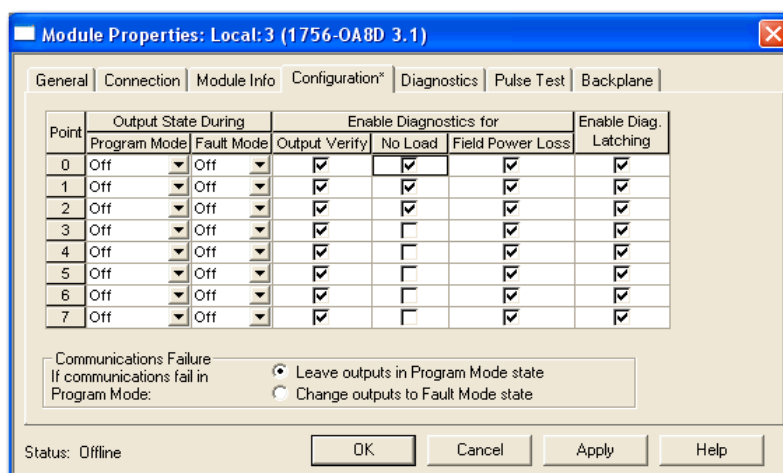 Module Properties: Local:3 (1756-OA8D 3.1)
General Connection Module Info Configuration* Diagnostics Pulse Test Backplane
Point Output State During Enable Diagnostics for Enable Diag. Latching
Program Mode Fault Mode Output Verify No Load Field Power Loss
0 Off Off
1 Off Off
2 Off Off
3 Off Off
4 Off Off
5 Off Off
6 Off Off
7 Off Off
Communications Failure
If communications fail in Program Mode:
Leave outputs in Program Mode state
Change outputs to Fault Mode state
Status: Offline
OK Cancel Apply Help